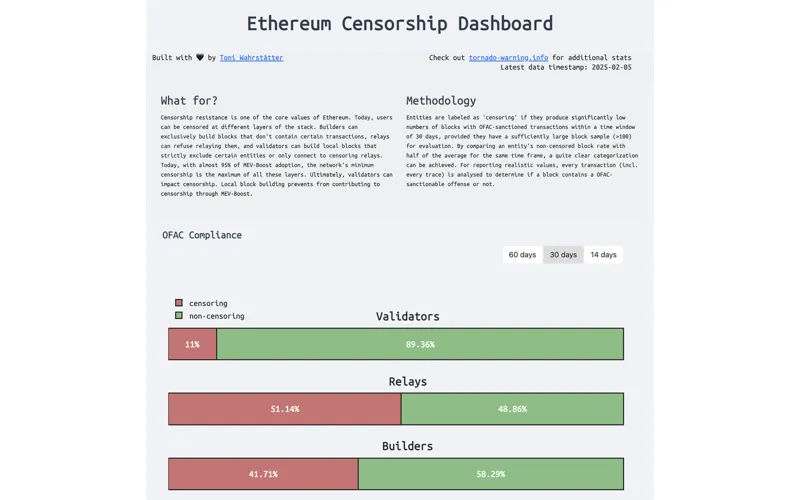 Ethereum Censorship Dashboard
Built with 🖤 by Toni Wahrstätter
Check out tornado-warning.info for additional stats
Latest data timestamp: 2025-02-05
What for?
Censorship resistance is one of the core values of Ethereum. Today, users
can be censored at different layers of the stack. Builders can
exclusively build blocks that don't contain certain transactions, relays
can refuse relaying them, and validators can build local blocks that
strictly exclude certain entities or only connect to censoring relays.
Today, with almost 95% of MEV-Boost adoption, the network's minimum
censorship is the maximum of all these layers. Ultimately, validators can
impact censorship. Local block building prevents from contributing to
censorship through MEV-Boost.
Methodology
Entities are labeled as 'censoring' if they produce significantly low
numbers of blocks with OFAC-sanctioned transactions within a time window
of 30 days, provided they have a sufficiently large block sample (>100)
for evaluation. By comparing an entity's non-censored block rate with
half of the average for the same time frame, a quite clear categorization
can be achieved. For reporting realistic values, every transaction (incl.
every trace) is analysed to determine if a block contains a OFAC-
sanctionable offense or not.
OFAC Compliance
60 days
30 days
14 days
censoring
non-censoring
Validators
11%
89.36%
Relays
51.14%
48.86%
Builders
41.71%
58.29%